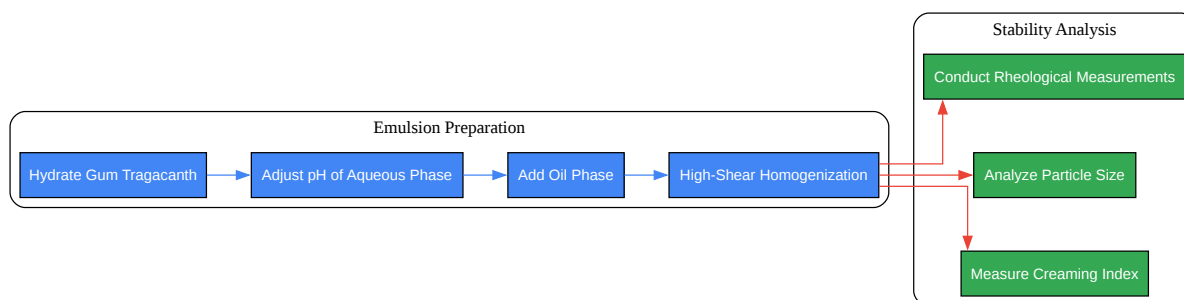 Emulsion Preparation
Hydrate Gum Tragacanth
Adjust pH of Aqueous Phase
Add Oil Phase
High-Shear Homogenization
Stability Analysis
Conduct Rheological Measurements
Analyze Particle Size
Measure Creaming Index